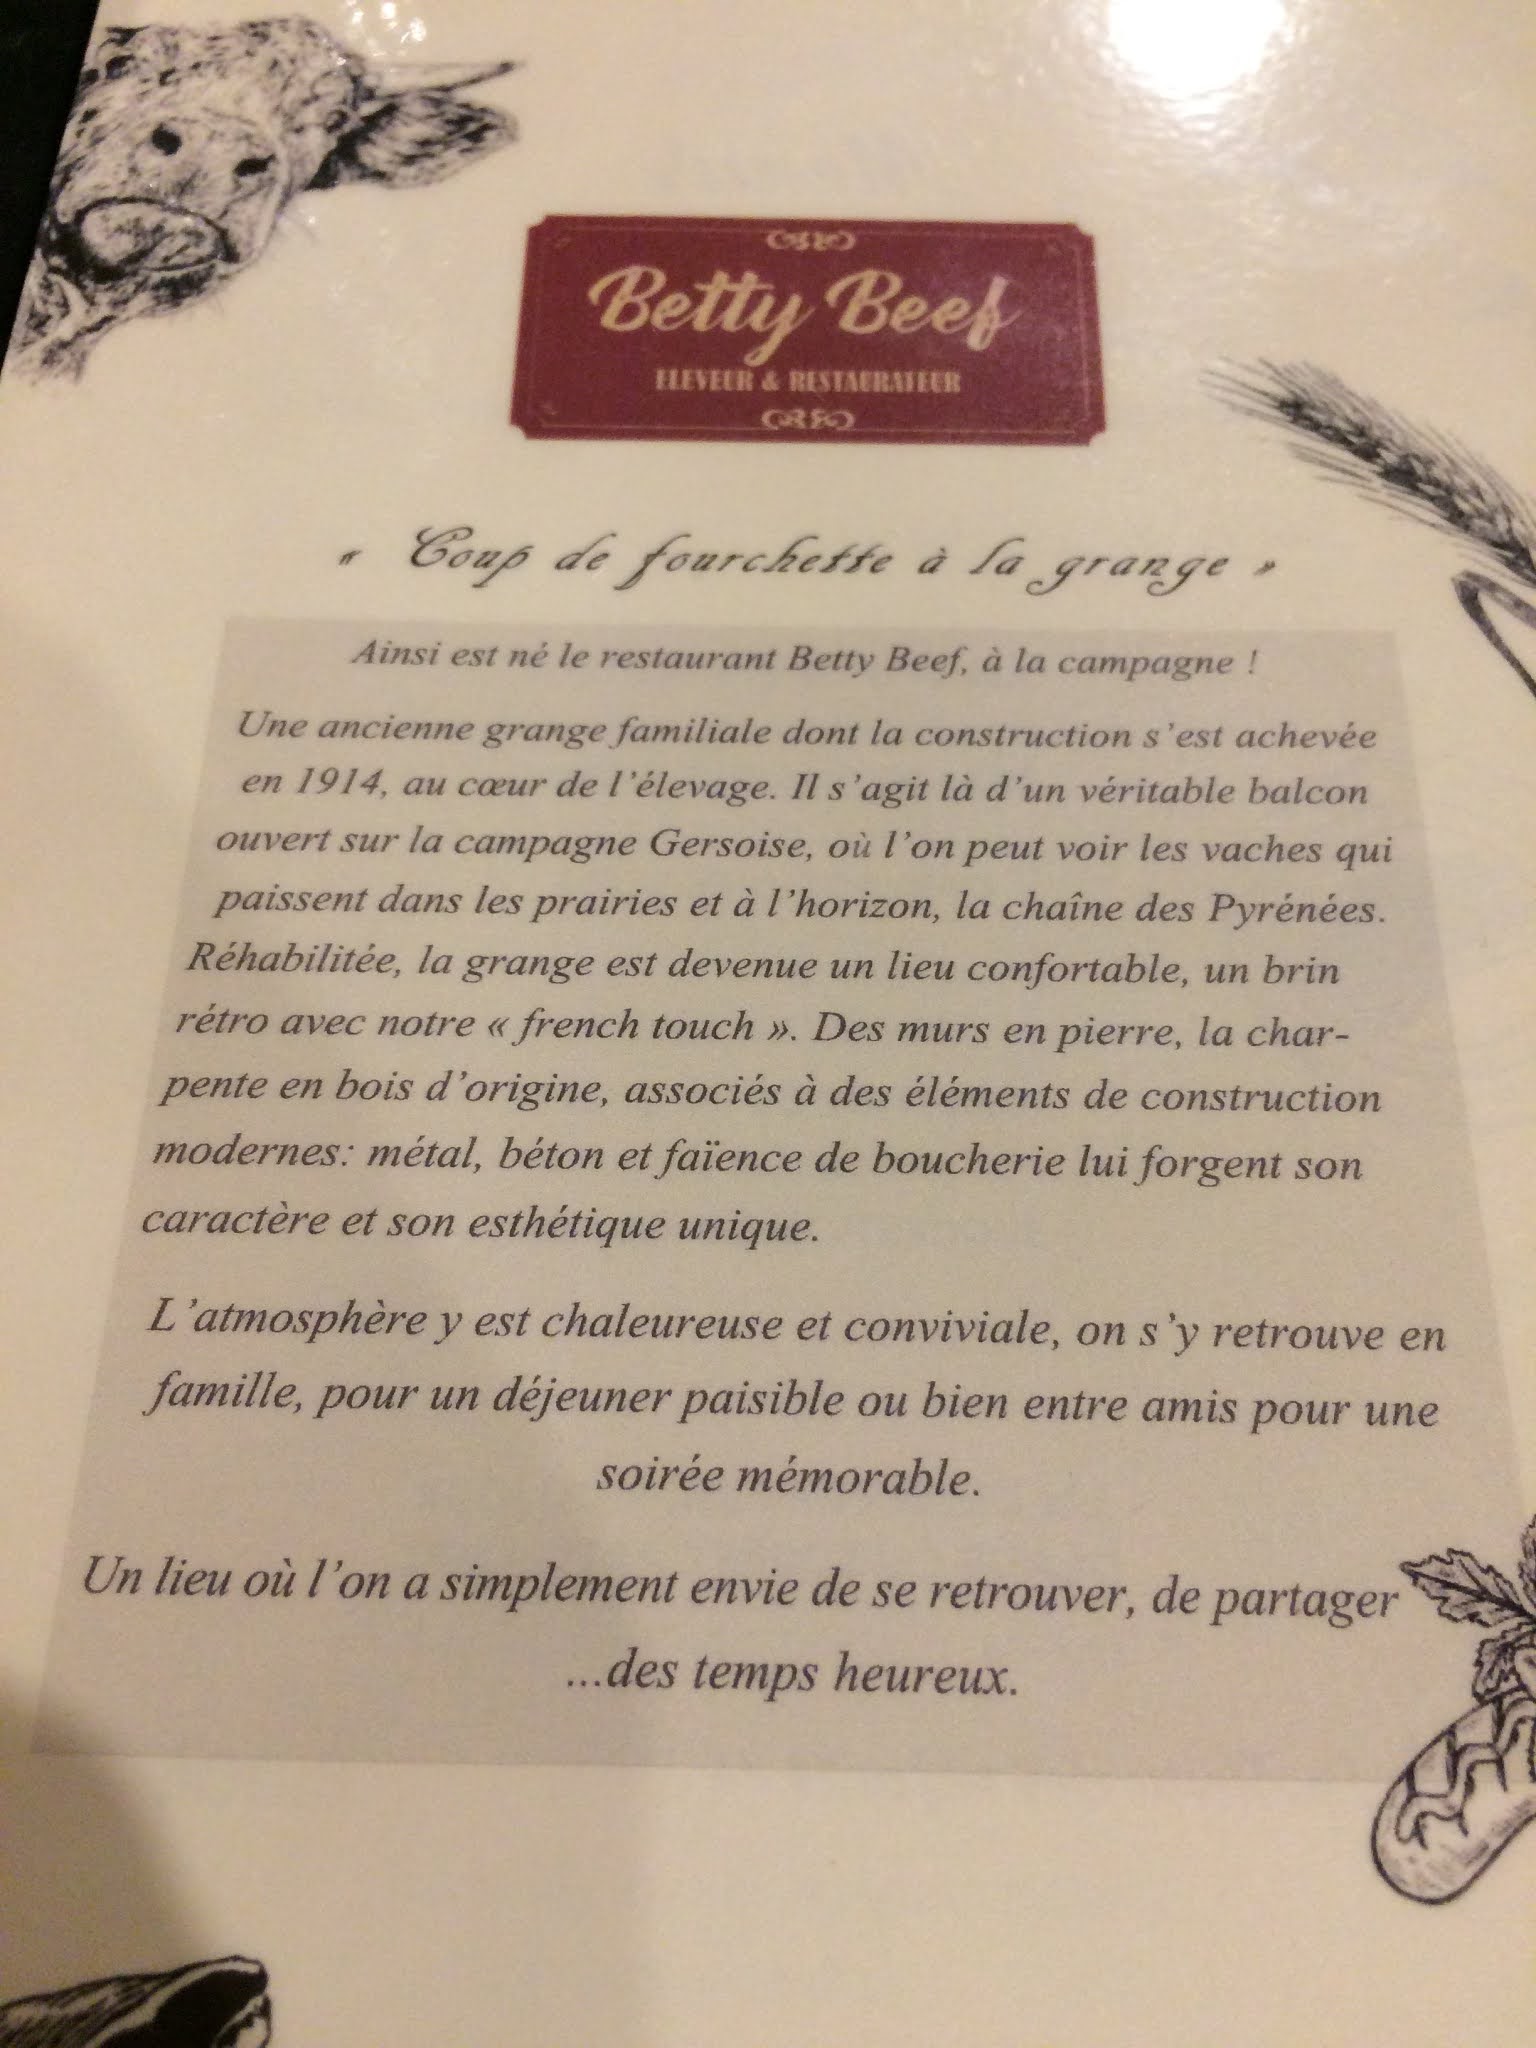 Betty Beef
ELEVEUR & RESTAURATEUR
« Coup de fourchette à la grange »
Ainsi est né le restaurant Betty Beef, à la campagne !
Une ancienne grange familiale dont la construction s'est achevée
en 1914, au cœur de l'élevage. Il s'agit là d'un véritable balcon
ouvert sur la campagne Gersoise, où l'on peut voir les vaches qui
paissent dans les prairies et à l'horizon, la chaîne des Pyrénées.
Réhabilitée, la grange est devenue un lieu confortable, un brin
rétro avec notre « french touch ». Des murs en pierre, la char-
pente en bois d'origine, associés à des éléments de construction
modernes: métal, béton et faïence de boucherie lui forgent son
caractère et son esthétique unique.
L'atmosphère y est chaleureuse et conviviale, on s'y retrouve en
famille, pour un déjeuner paisible ou bien entre amis pour une
soirée mémorable.
Un lieu où l'on a simplement envie de se retrouver, de partager
...des temps heureux.